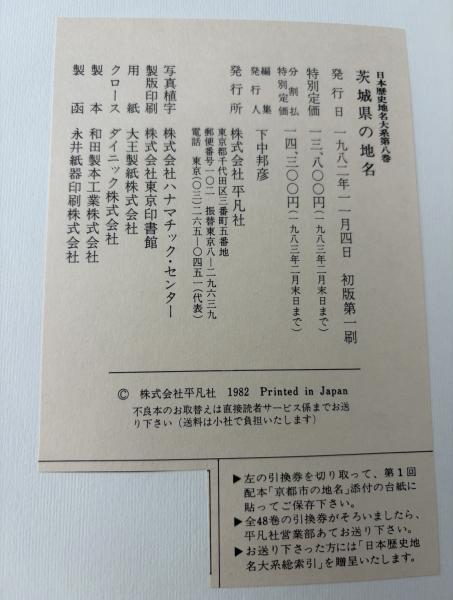 日本歴史地名大系第八巻
茨城県の地名
発行日 一九八二年一一月四日 初版第一刷
特別定価 一三、八〇〇円（一九八三年二月末日まで）
分割払特別定価 一四、三〇〇円（一九八三年二月末日まで）
編集発行人 下中邦彦
発行所 株式会社 平凡社
東京都千代田区三番町五番地
郵便番号一〇二 振替東京八―二九六三九
電話 東京（〇三）二六五―〇四五一（代表）
写真植字 株式会社ハナマチック・センター
製版印刷 株式会社東京印書館
用紙 大王製紙株式会社
クロース ダイニック株式会社
製本 和田製本工業株式会社
製函 永井紙器印刷株式会社
© 株式会社平凡社 1982 Printed in Japan
不良本のお取替えは直接読者サービス係までお送
り下さい（送料は小社で負担いたします）
▶左の引換券を切り取って、第1回
配本「京都市の地名」添付の台紙に
貼ってご保存下さい。
▶全48巻の引換券がそろいましたら、
平凡社営業部あてお送り下さい。
▶お送り下さった方には「日本歴史地
名大系総索引」を贈呈いたします。